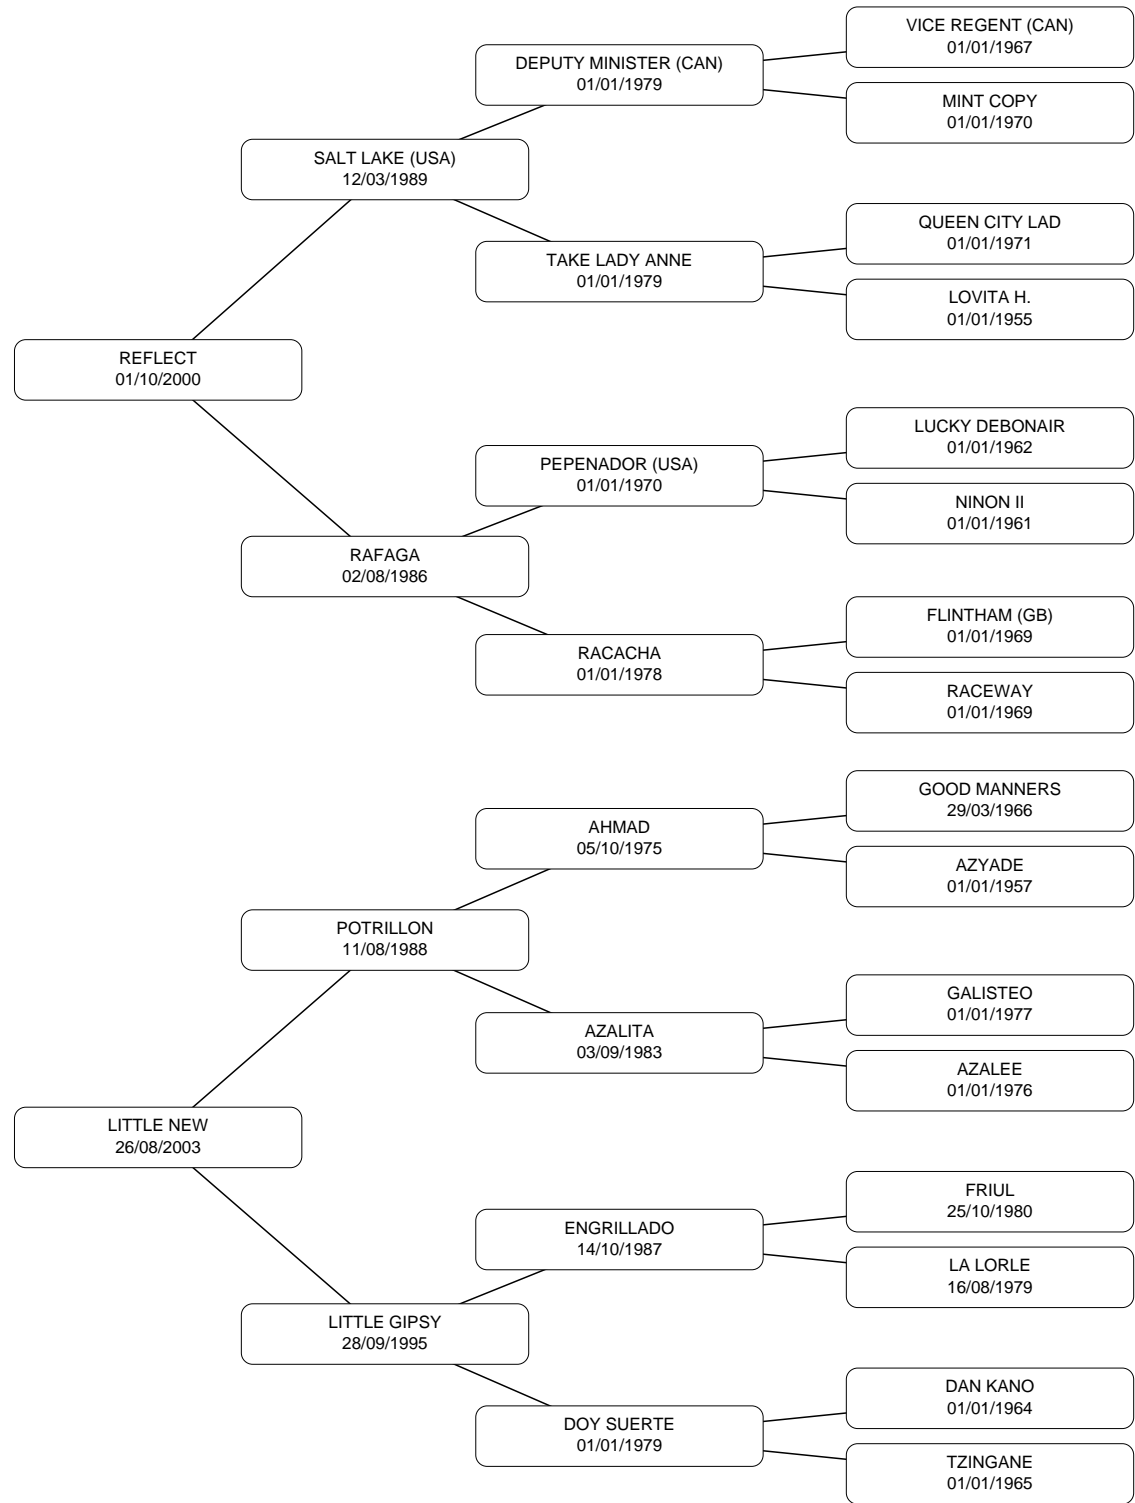 VICE REGENT (CAN)
01/01/1967
DEPUTY MINISTER (CAN)
01/01/1979
MINT COPY
01/01/1970
SALT LAKE (USA)
12/03/1989
QUEEN CITY LAD
01/01/1971
TAKE LADY ANNE
01/01/1979
LOVITA H.
01/01/1955
REFLECT
01/10/2000
LUCKY DEBONAIR
01/01/1962
PEPENADOR (USA)
01/01/1970
NINON II
01/01/1961
RAFAGA
02/08/1986
FLINTHAM (GB)
01/01/1969
RACACHA
01/01/1978
RACEWAY
01/01/1969
GOOD MANNERS
29/03/1966
AHMAD
05/10/1975
AZYADE
01/01/1957
POTRILLON
11/08/1988
GALISTEO
01/01/1977
AZALITA
03/09/1983
AZALEE
01/01/1976
LITTLE NEW
26/08/2003
FRIUL
25/10/1980
ENGRILLADO
14/10/1987
LA LORLE
16/08/1979
LITTLE GIPSY
28/09/1995
DAN KANO
01/01/1964
DOY SUERTE
01/01/1979
TZINGANE
01/01/1965